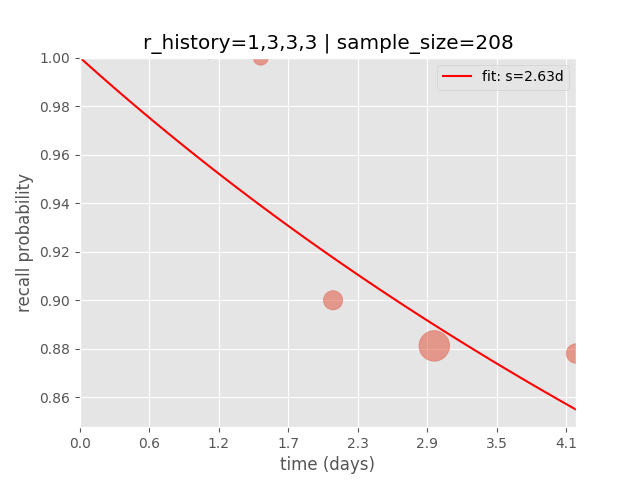 r_history=1,3,3,3 | sample_size=208
fit: s=2.63d
1.00
0.98
0.96
0.94
0.92
0.90
0.88
0.86
recall probability
0.0 0.6 1.2 1.7 2.3 2.9 3.5 4.1
time (days)